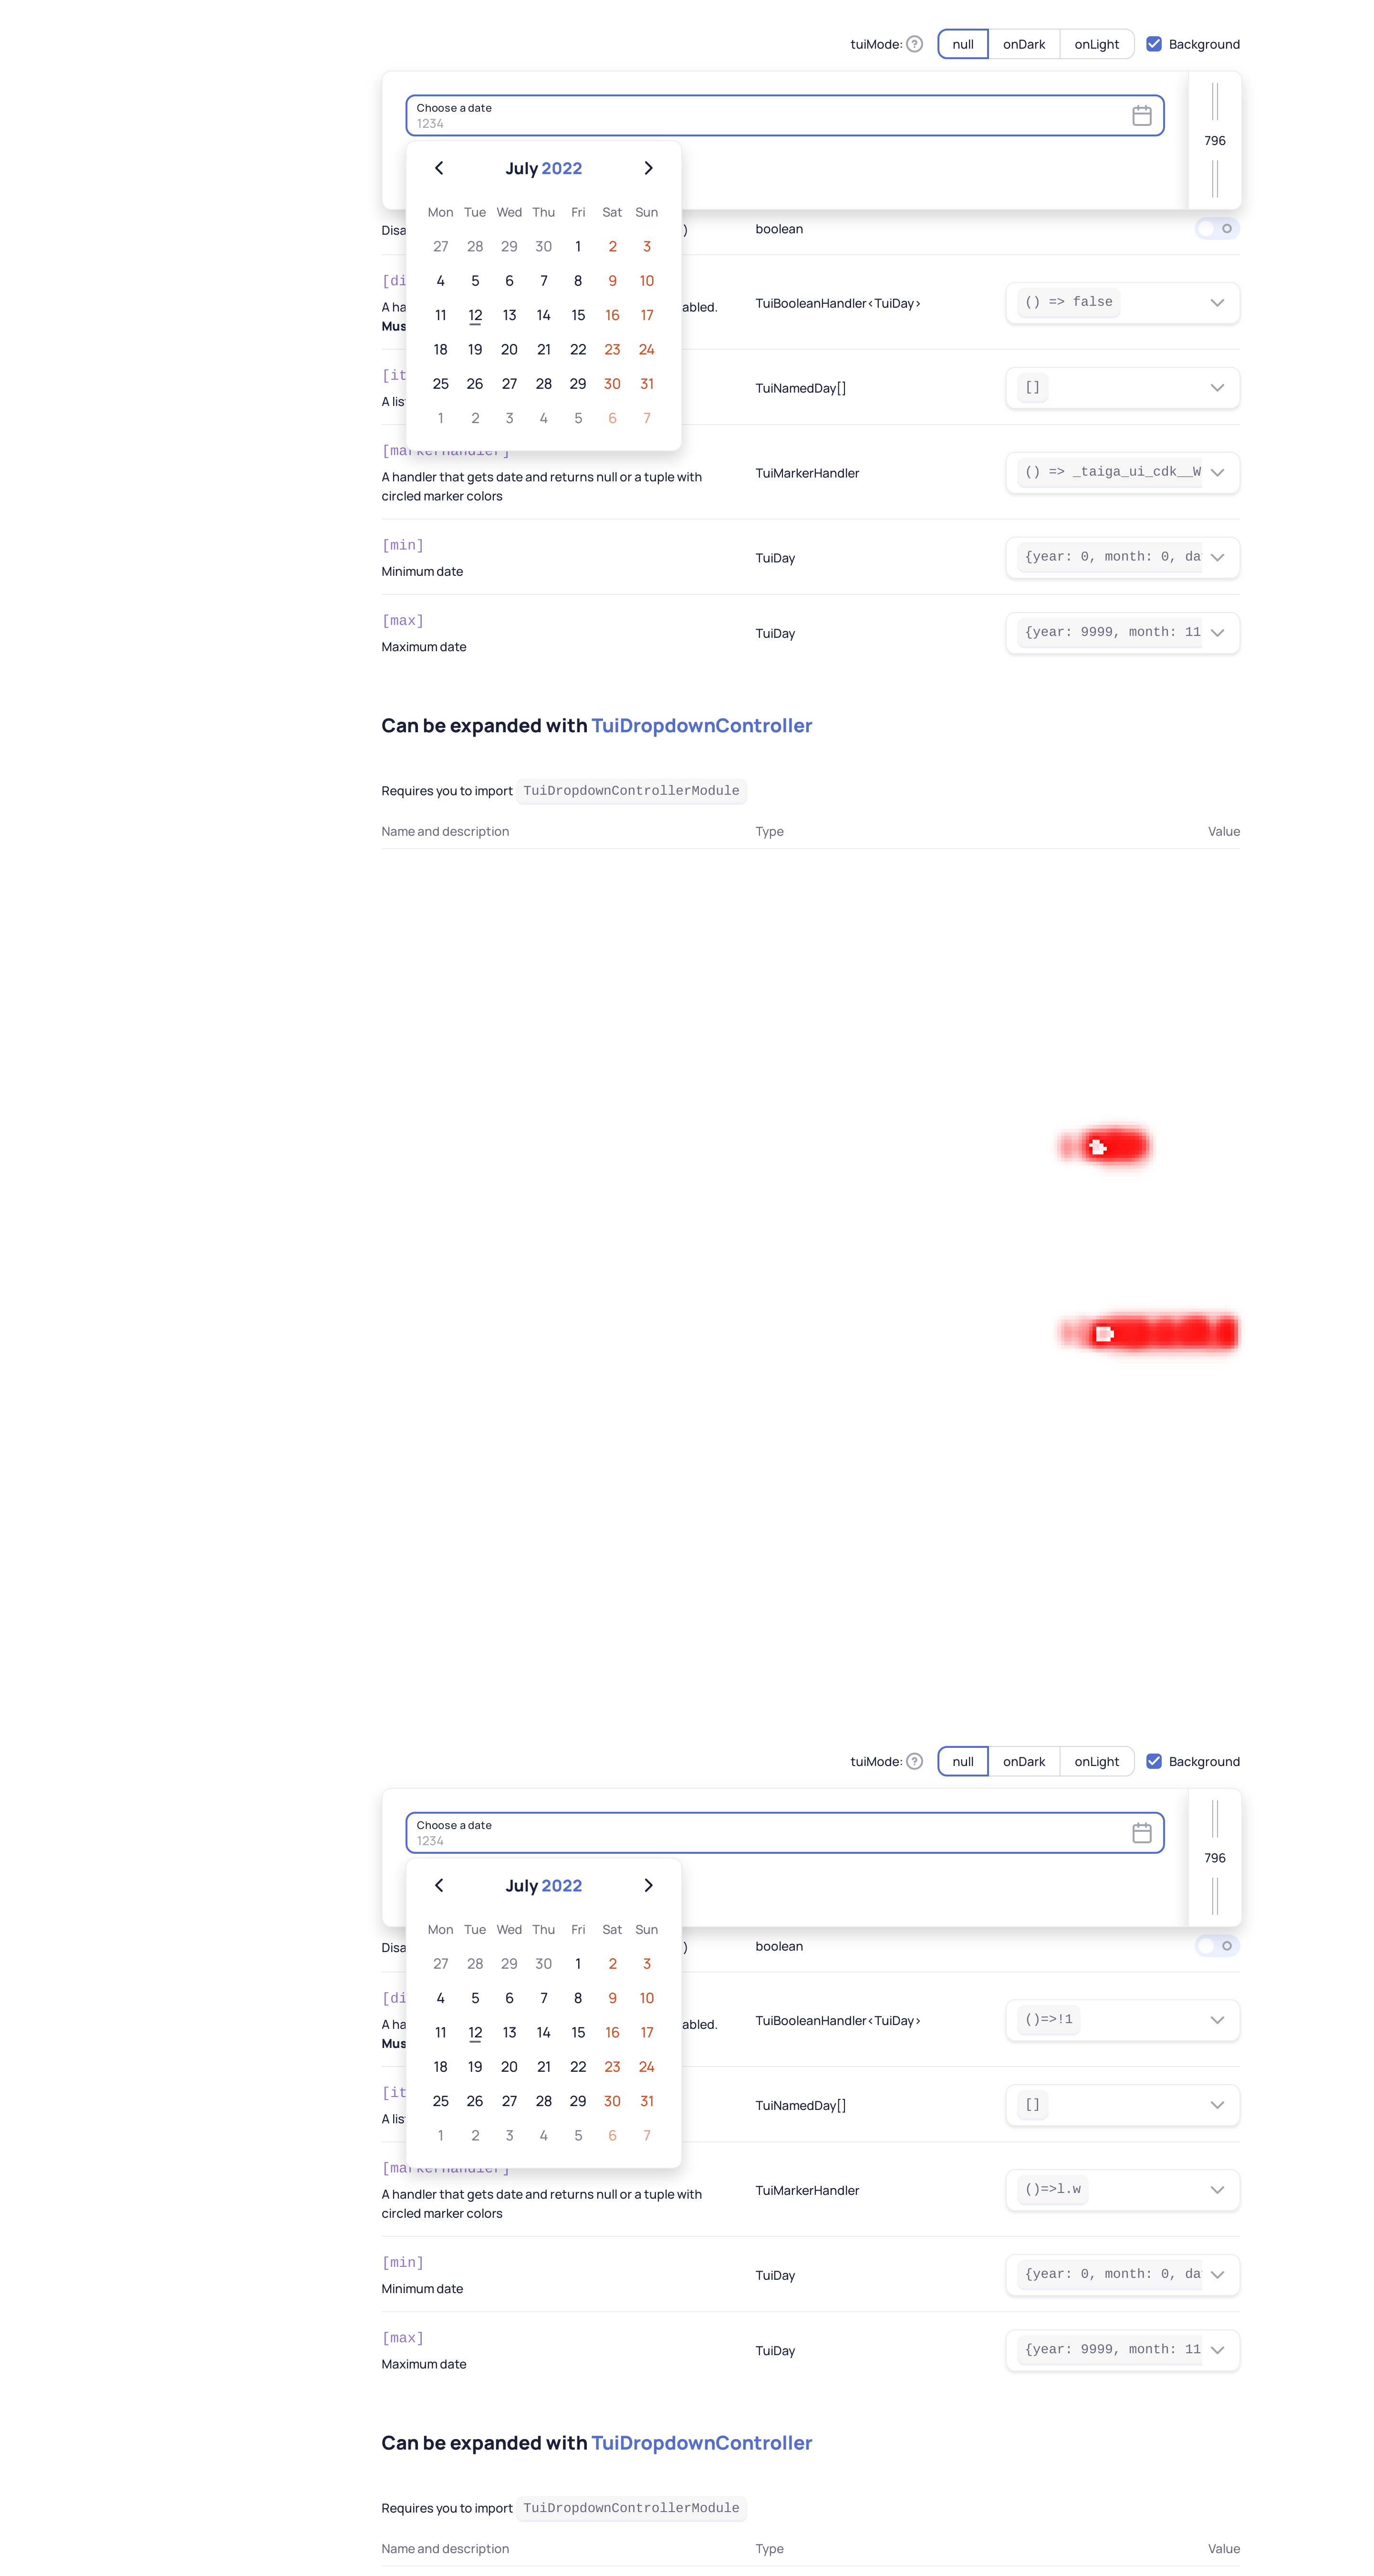 tuiMode: ? null onDark onLight Background
Choose a date
1234
796
July 2022
Mon Tue Wed Thu Fri Sat Sun
27 28 29 30 1 2 3
4 5 6 7 8 9 10
11 12 13 14 15 16 17
18 19 20 21 22 23 24
25 26 27 28 29 30 31
1 2 3 4 5 6 7
Disa ) boolean
[di
A ha abled. TuiBooleanHandler<TuiDay> () => false
Mus
[it
A lis TuiNamedDay[] []
[markerHandler]
A handler that gets date and returns null or a tuple with
circled marker colors
TuiMarkerHandler () => _taiga_ui_cdk__W
[min]
Minimum date
TuiDay {year: 0, month: 0, da
[max]
Maximum date
TuiDay {year: 9999, month: 11
Can be expanded with TuiDropdownController
Requires you to import TuiDropdownControllerModule
Name and description Type Value
tuiMode: ? null onDark onLight Background
Choose a date
1234
796
July 2022
Mon Tue Wed Thu Fri Sat Sun
27 28 29 30 1 2 3
4 5 6 7 8 9 10
11 12 13 14 15 16 17
18 19 20 21 22 23 24
25 26 27 28 29 30 31
1 2 3 4 5 6 7
Disa ) boolean
[di
A ha abled. TuiBooleanHandler<TuiDay> ()=>!1
Mus
[it
A lis TuiNamedDay[] []
[markerHandler]
A handler that gets date and returns null or a tuple with
circled marker colors
TuiMarkerHandler ()=>l.w
[min]
Minimum date
TuiDay {year: 0, month: 0, da
[max]
Maximum date
TuiDay {year: 9999, month: 11
Can be expanded with TuiDropdownController
Requires you to import TuiDropdownControllerModule
Name and description Type Value